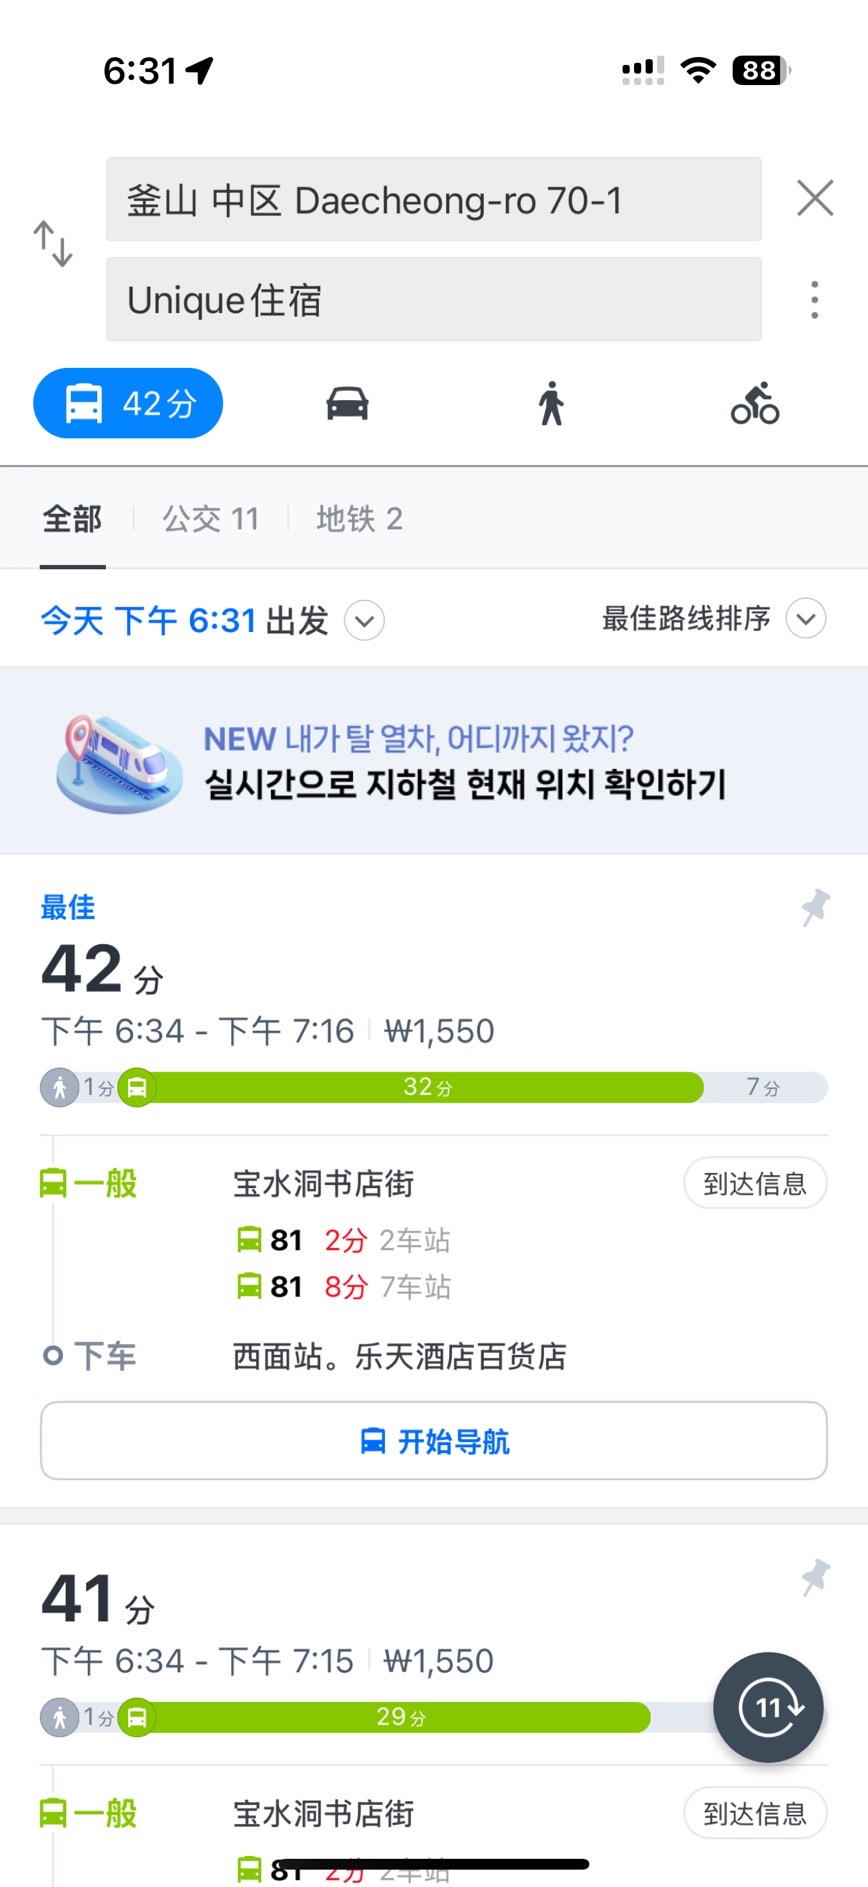 6:31
88
釜山 中区 Daecheong-ro 70-1
Unique住宿
42分
全部 公交 11 地铁 2
今天 下午 6:31 出发 最佳路线排序
NEW 내가 탈 열차, 어디까지 왔지?
실시간으로 지하철 현재 위치 확인하기
最佳
42 分
下午 6:34 - 下午 7:16 ₩1,550
1分 32分 7分
一般 宝水洞书店街 到达信息
81 2分 2车站
81 8分 7车站
下车 西面站。乐天酒店百货店
开始导航
41 分
下午 6:34 - 下午 7:15 ₩1,550
1分 29分
11
一般 宝水洞书店街 到达信息
81 2分 2车站